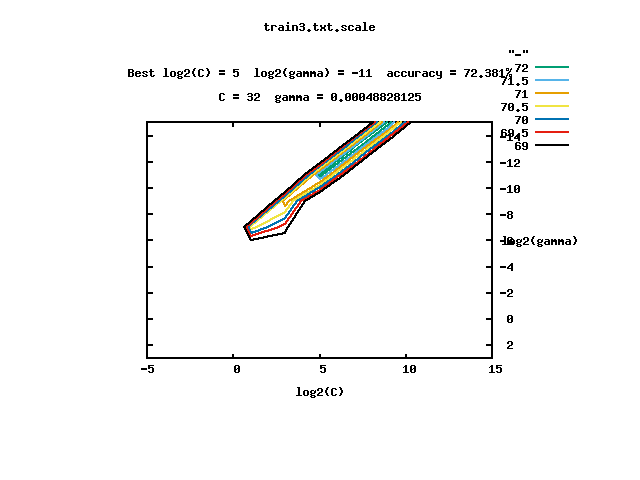 train3.txt.scale
"-"
Best log2(C) = 5 log2(gamma) = -11 accuracy = 72.381%
72
71.5
C = 32 gamma = 0.00048828125
71
70.5
70
69.5
-14
69
-12
-10
-8
-6
log2(gamma)
-4
-2
0
2
-5 0 5 10 15
log2(C)